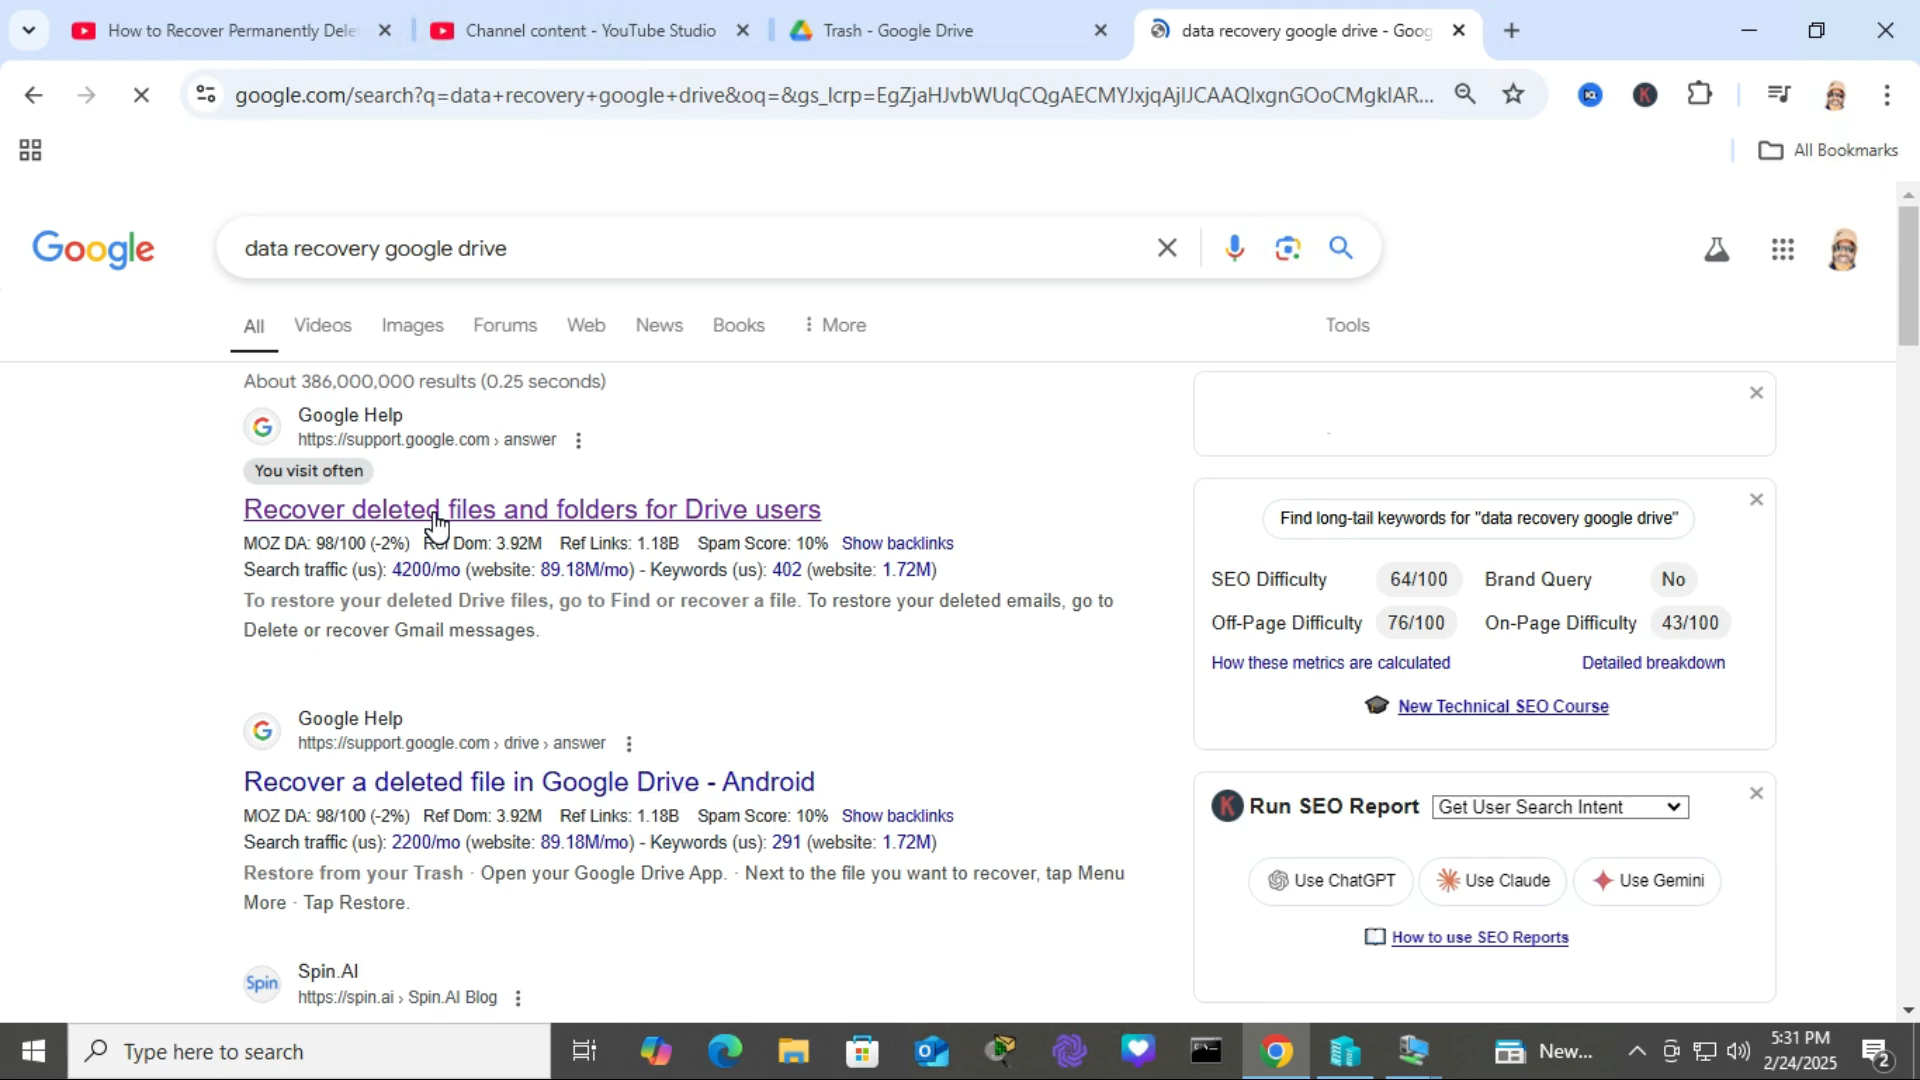 How to Recover Permanently Dele
Channel content - YouTube Studio
Trash - Google Drive
data recovery google drive - Goog
google.com/search?q=data+recovery+google+drive&oq=&gs_lcrp=EgZjaHJvbWUqCQgAECMYJxjqAjIJCAAQIxgnGOoCMgkIAR...
All Bookmarks
Google
data recovery google drive
All
Videos
Images
Forums
Web
News
Books
More
Tools
About 386,000,000 results (0.25 seconds)
Google Help
https://support.google.com › answer
You visit often
Recover deleted files and folders for Drive users
MOZ DA: 98/100 (-2%) Ref Dom: 3.92M Ref Links: 1.18B Spam Score: 10% Show backlinks
Search traffic (us): 4200/mo (website: 89.18M/mo) - Keywords (us): 402 (website: 1.72M)
To restore your deleted Drive files, go to Find or recover a file. To restore your deleted emails, go to
Delete or recover Gmail messages.
Google Help
https://support.google.com › drive › answer
Recover a deleted file in Google Drive - Android
MOZ DA: 98/100 (-2%) Ref Dom: 3.92M Ref Links: 1.18B Spam Score: 10% Show backlinks
Search traffic (us): 2200/mo (website: 89.18M/mo) - Keywords (us): 291 (website: 1.72M)
Restore from your Trash · Open your Google Drive App. · Next to the file you want to recover, tap Menu
More · Tap Restore.
Spin
Spin.AI
https://spin.ai › Spin.AI Blog
Find long-tail keywords for "data recovery google drive"
SEO Difficulty 64/100 Brand Query No
Off-Page Difficulty 76/100 On-Page Difficulty 43/100
How these metrics are calculated Detailed breakdown
New Technical SEO Course
K Run SEO Report Get User Search Intent
Use ChatGPT Use Claude Use Gemini
How to use SEO Reports
Type here to search
New...
5:31 PM
2/24/2025
2